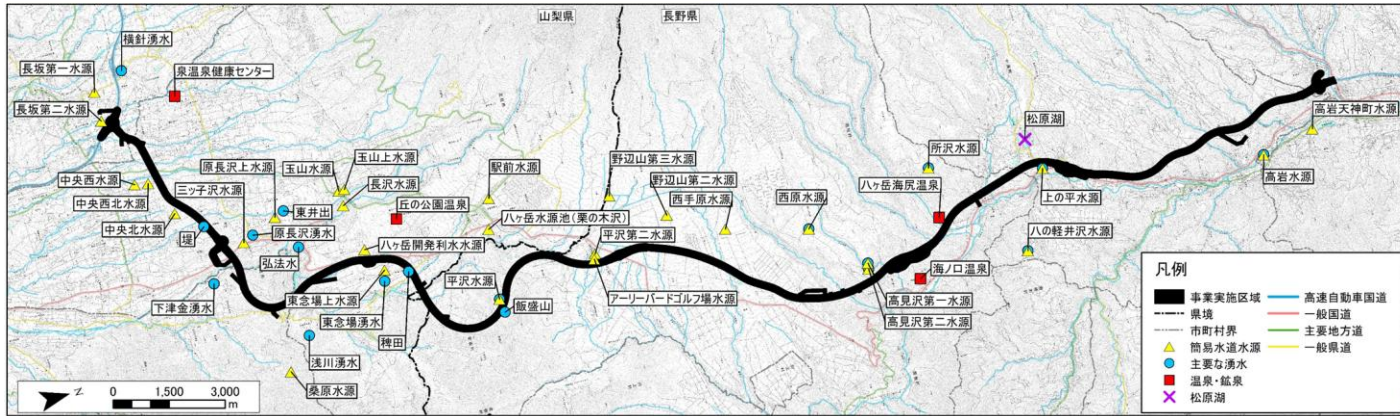 山梨県
長野県
横針湧水
長坂第一水源
泉温泉健康センター
長坂第二水源
松原湖
高岩天神町水源
原長沢上水源
玉山水源
玉山上水源
駅前水源
野辺山第三水源
所沢水源
中央西水源
三ッ子沢水源
長沢水源
野辺山第二水源
八ヶ岳海尻温泉
上の平水源
高岩水源
中央西北水源
東井出
丘の公園温泉
西手原水源
西原水源
中央北水源
八ヶ岳水源池(栗の木沢)
八の軽井沢水源
堤
原長沢湧水
八ヶ岳開発利水水源
平沢第二水源
弘法水
平沢水源
海ノ口温泉
下津金湧水
東念場上水源
飯盛山
アーリーバードゴルフ場水源
高見沢第一水源
東念場湧水
高見沢第二水源
稗田
浅川湧水
桑原水源
N
0 1,500 3,000
m
凡例
事業実施区域
県境
市町村界
簡易水道水源
主要な湧水
温泉・鉱泉
松原湖
高速自動車国道
一般国道
主要地方道
一般県道